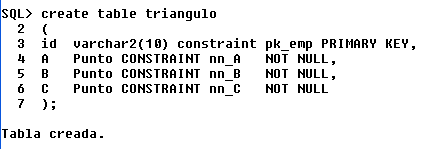 SQL> create table triangulo
2 (
3 id varchar2(10) constraint pk_emp PRIMARY KEY,
4 A Punto CONSTRAINT nn_A NOT NULL,
5 B Punto CONSTRAINT nn_B NOT NULL,
6 C Punto CONSTRAINT nn_C NOT NULL
7 );
Tabla creada.